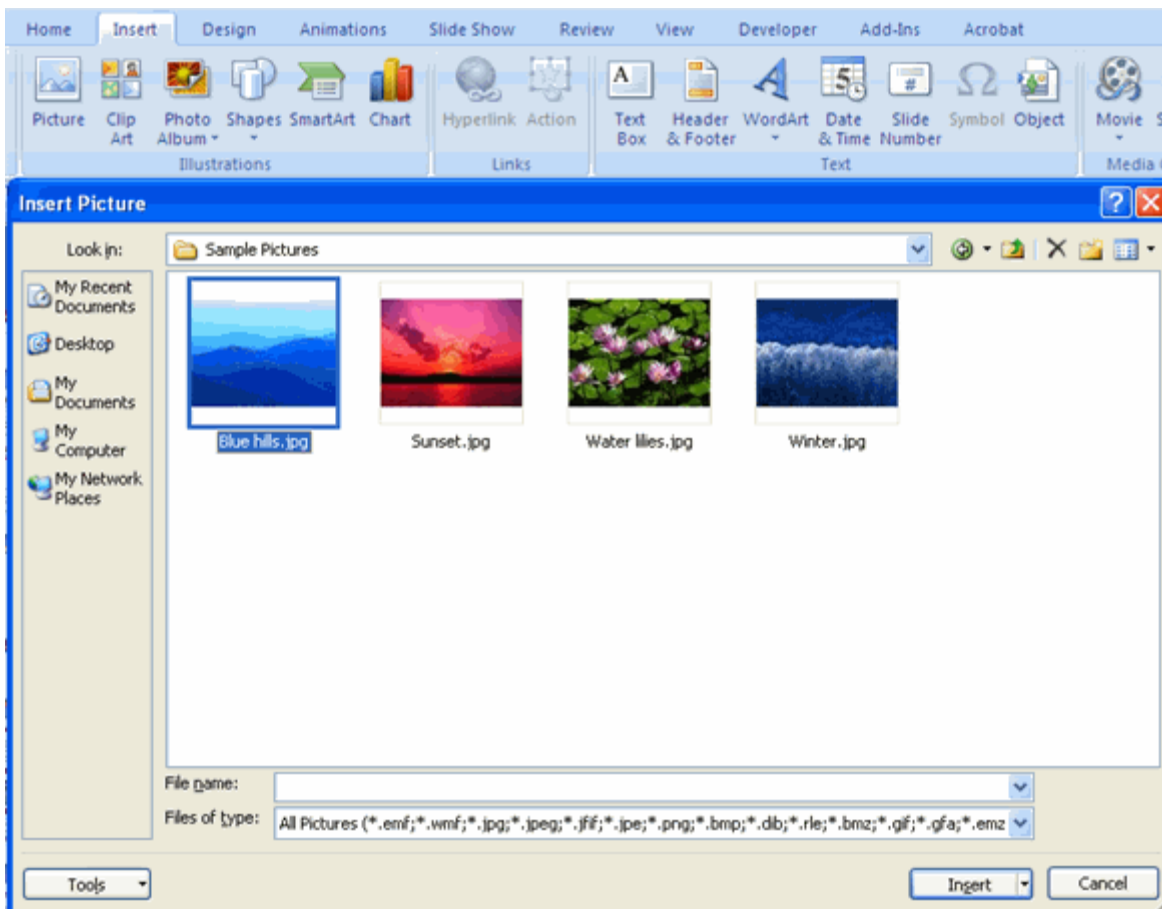 Home Insert Design Animations Slide Show Review View Developer Add-Ins Acrobat
Picture Clip Art Photo Album Shapes SmartArt Chart Hyperlink Action Text Box Header & Footer WordArt Date & Time Slide Number Symbol Object Movie
Illustrations Links Text Media
Insert Picture
Look in: Sample Pictures
My Recent Documents
Desktop
My Documents
My Computer
My Network Places
Blue hills.jpg Sunset.jpg Water lilies.jpg Winter.jpg
File name:
Files of type: All Pictures (*.emf;*.wmf;*.jpg;*.jpeg;*.jfif;*.jpe;*.png;*.bmp;*.dib;*.rle;*.bmz;*.gif;*.gfa;*.emz
Tools Insert Cancel